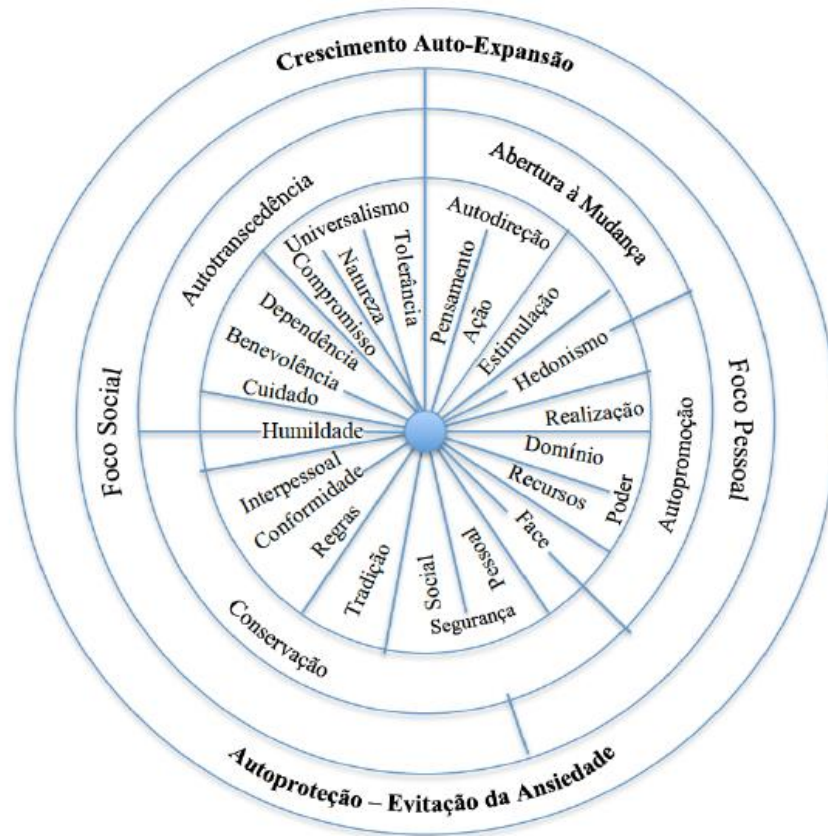 Crescimento Auto-Expansão
Abertura à Mudança
Autotranscedência
Universalismo
Autodireção
Tolerância
Natureza
Compromisso
Pensamento
Ação
Dependência
Estimulação
Benevolência
Hedonismo
Cuidado
Foco Social
Foco Pessoal
Realização
Humildade
Domínio
Autopromoção
Interpessoal
Recursos
Conformidade
Poder
Face
Regras
Tradição
Social
Pessoal
Segurança
Conservação
Autoproteção – Evitação da Ansiedade